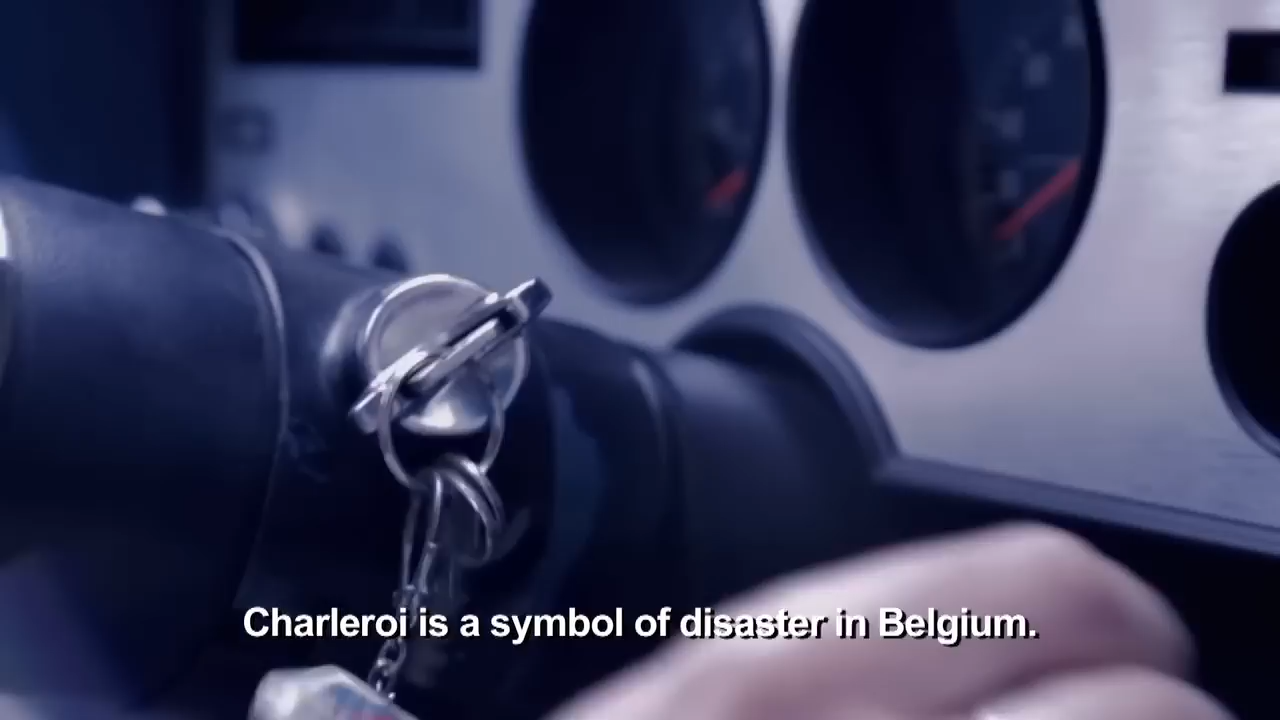 Charleroi is a symbol of disaster in Belgium.